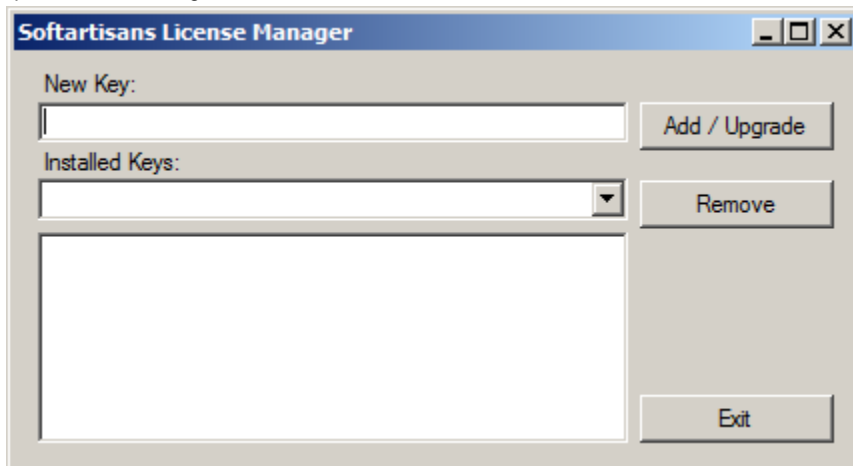 Softartisans License Manager
New Key:
Add / Upgrade
Installed Keys:
Remove
Exit